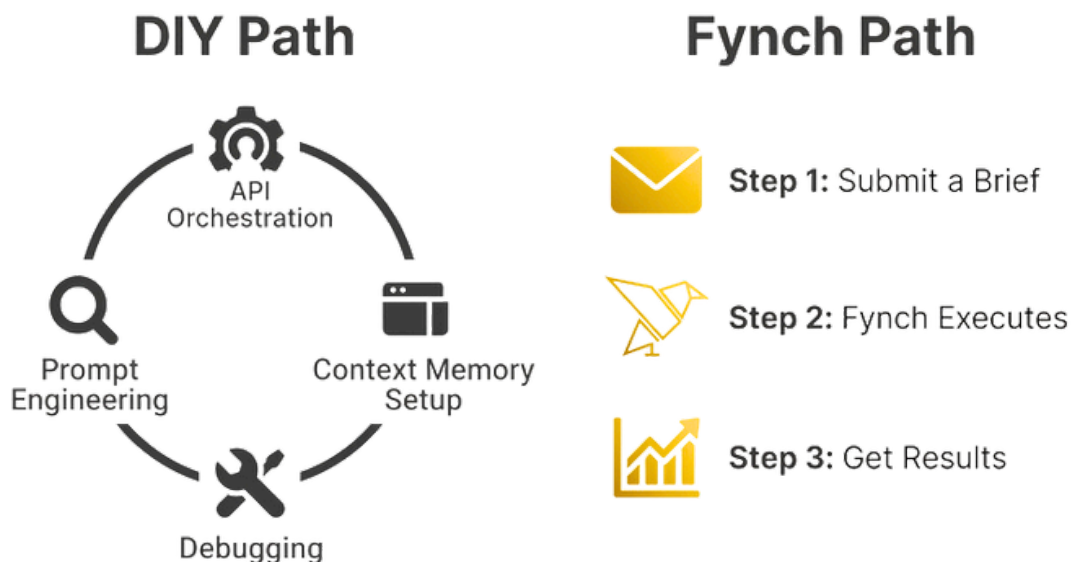 DIY Path
API
Orchestration
Prompt
Engineering
Context Memory
Setup
Debugging
Fynch Path
Step 1: Submit a Brief
Step 2: Fynch Executes
Step 3: Get Results